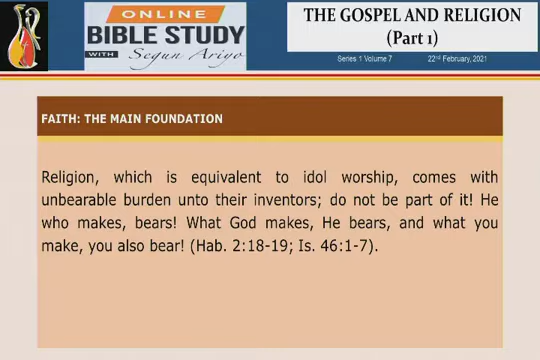 ONLINE
BIBLE STUDY
WITH Segun Ariyo
THE GOSPEL AND RELIGION
(Part 1)
Series 1 Volume 7 22nd February, 2021
FAITH: THE MAIN FOUNDATION
Religion, which is equivalent to idol worship, comes with
unbearable burden unto their inventors; do not be part of it! He
who makes, bears! What God makes, He bears, and what you
make, you also bear! (Hab. 2:18-19; Is. 46:1-7).